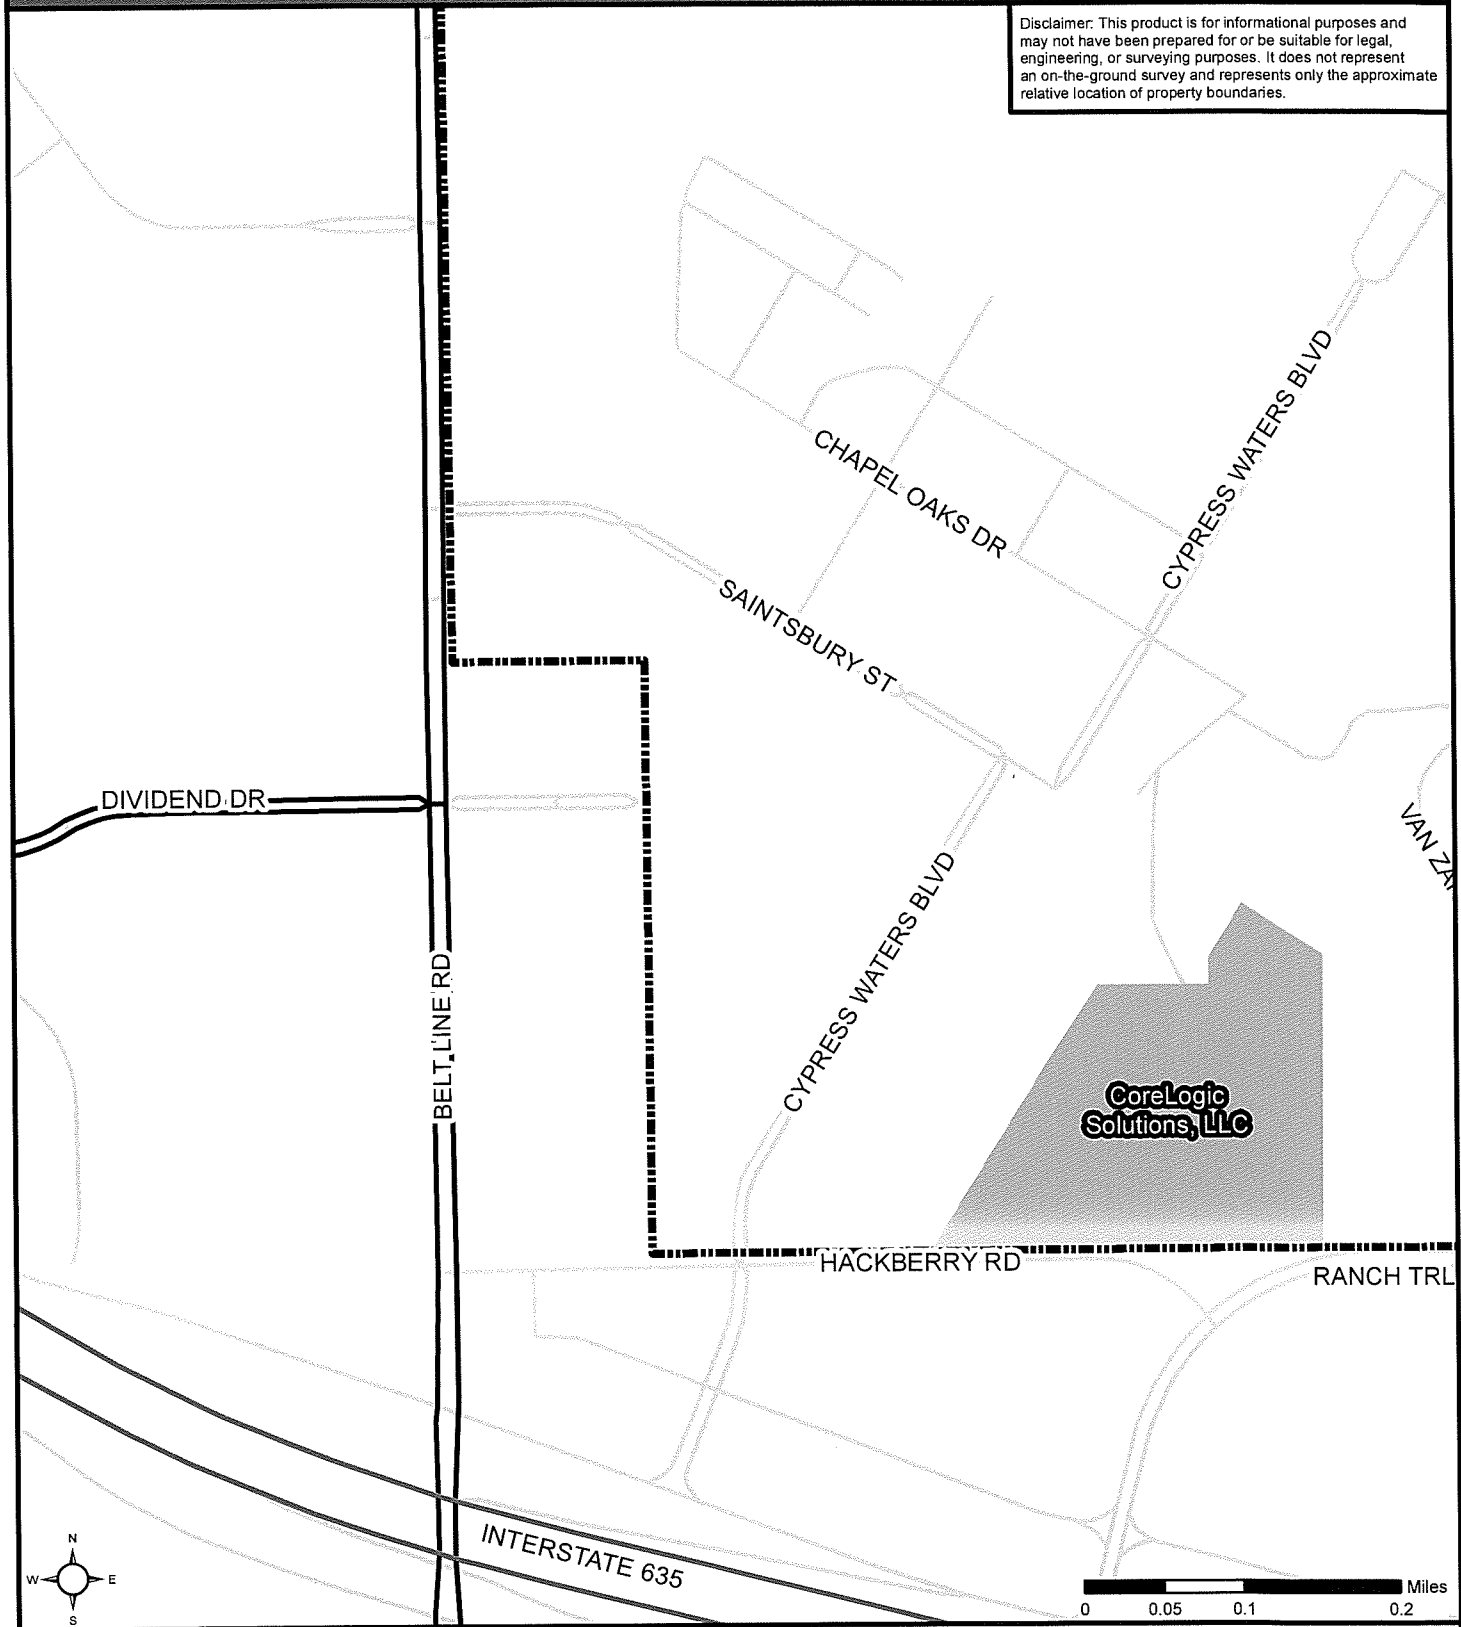 Disclaimer: This product is for informational purposes and
may not have been prepared for or be suitable for legal,
engineering, or surveying purposes. It does not represent
an on-the-ground survey and represents only the approximate
relative location of property boundaries.
CYPRESS WATERS BLVD
CHAPEL OAKS DR
SAINTSBURY ST
DIVIDEND DR
VAN ZA
CYPRESS WATERS BLVD
BELT LINE RD
CoreLogic
Solutions, LLC
HACKBERRY RD
RANCH TRL
INTERSTATE 635
N
W E
S
Miles
0 0.05 0.1 0.2